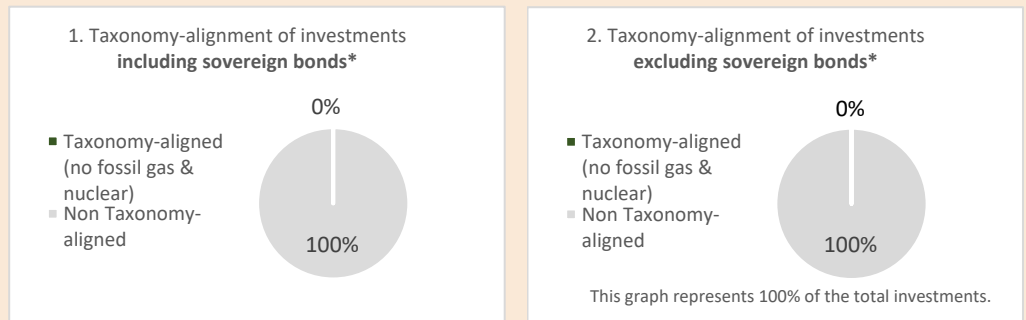 1. Taxonomy-alignment of investments
including sovereign bonds*
0%
Taxonomy-aligned
(no fossil gas &
nuclear)
Non Taxonomy-
aligned
100%
2. Taxonomy-alignment of investments
excluding sovereign bonds*
0%
Taxonomy-aligned
(no fossil gas &
nuclear)
Non Taxonomy-
aligned
100%
This graph represents 100% of the total investments.